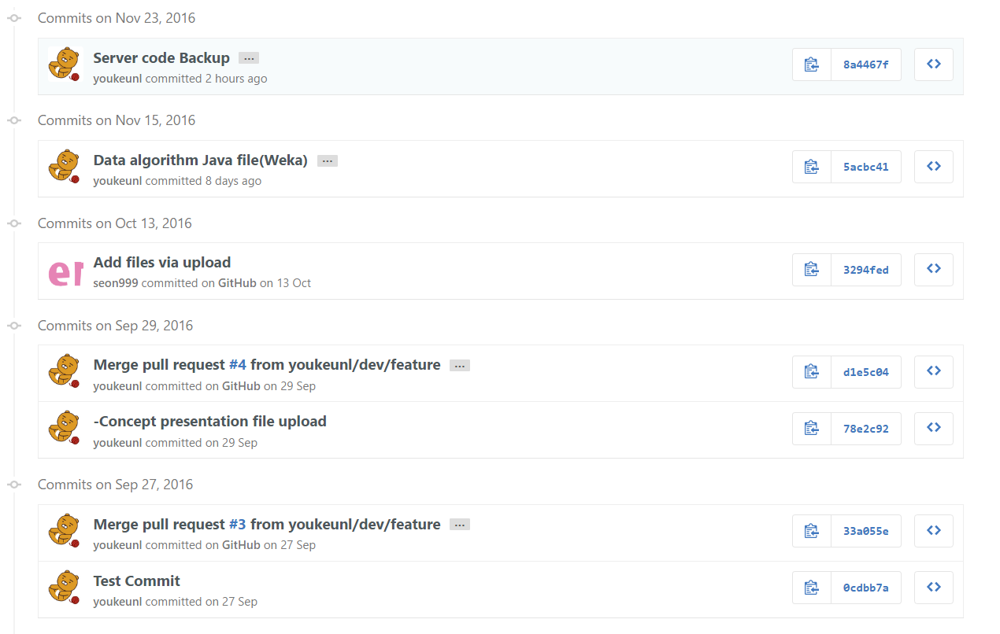 Commits on Nov 23, 2016
Server code Backup …
8a4467f
youkeunl committed 2 hours ago
Commits on Nov 15, 2016
Data algorithm Java file(Weka) …
5acbc41
youkeunl committed 8 days ago
Commits on Oct 13, 2016
er
Add files via upload
3294fed
seon999 committed on GitHub on 13 Oct
Commits on Sep 29, 2016
Merge pull request #4 from youkeunl/dev/feature …
d1e5c04
youkeunl committed on GitHub on 29 Sep
-Concept presentation file upload
78e2c92
youkeunl committed on 29 Sep
Commits on Sep 27, 2016
Merge pull request #3 from youkeunl/dev/feature …
33a055e
youkeunl committed on GitHub on 27 Sep
Test Commit
0cdbb7a
youkeunl committed on 27 Sep